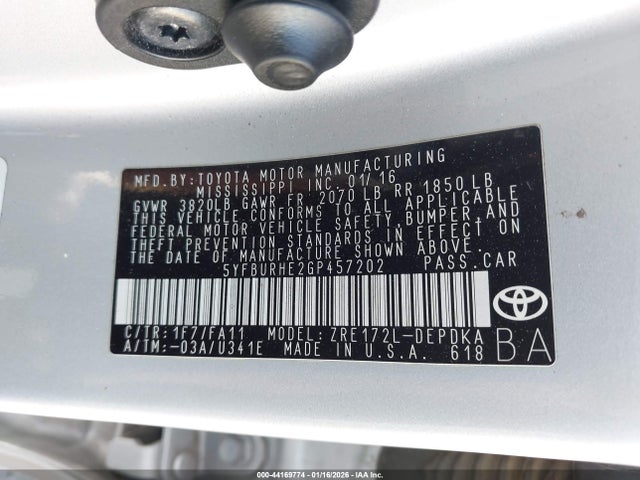 MFD. BY: TOYOTA MOTOR MANUFACTURING
MISSISSIPPI INC. 01/16
GVWR 3820LB GAWR FR 2070 LB RR 1850 LB
THIS VEHICLE CONFORMS TO ALL APPLICABLE
FEDERAL MOTOR VEHICLE SAFETY, BUMPER, AND
THEFT PREVENTION STANDARDS IN EFFECT ON
THE DATE OF MANUFACTURE SHOWN ABOVE.
5YFBURHE2GP457202 PASS. CAR
C/TR: 1F7/FA11 MODEL: ZRE172L-DEPDKA
A/TM: -03A/U341E MADE IN U.S.A. 618
BA
000-44169774 | 01/16/2026 | IAA Inc.